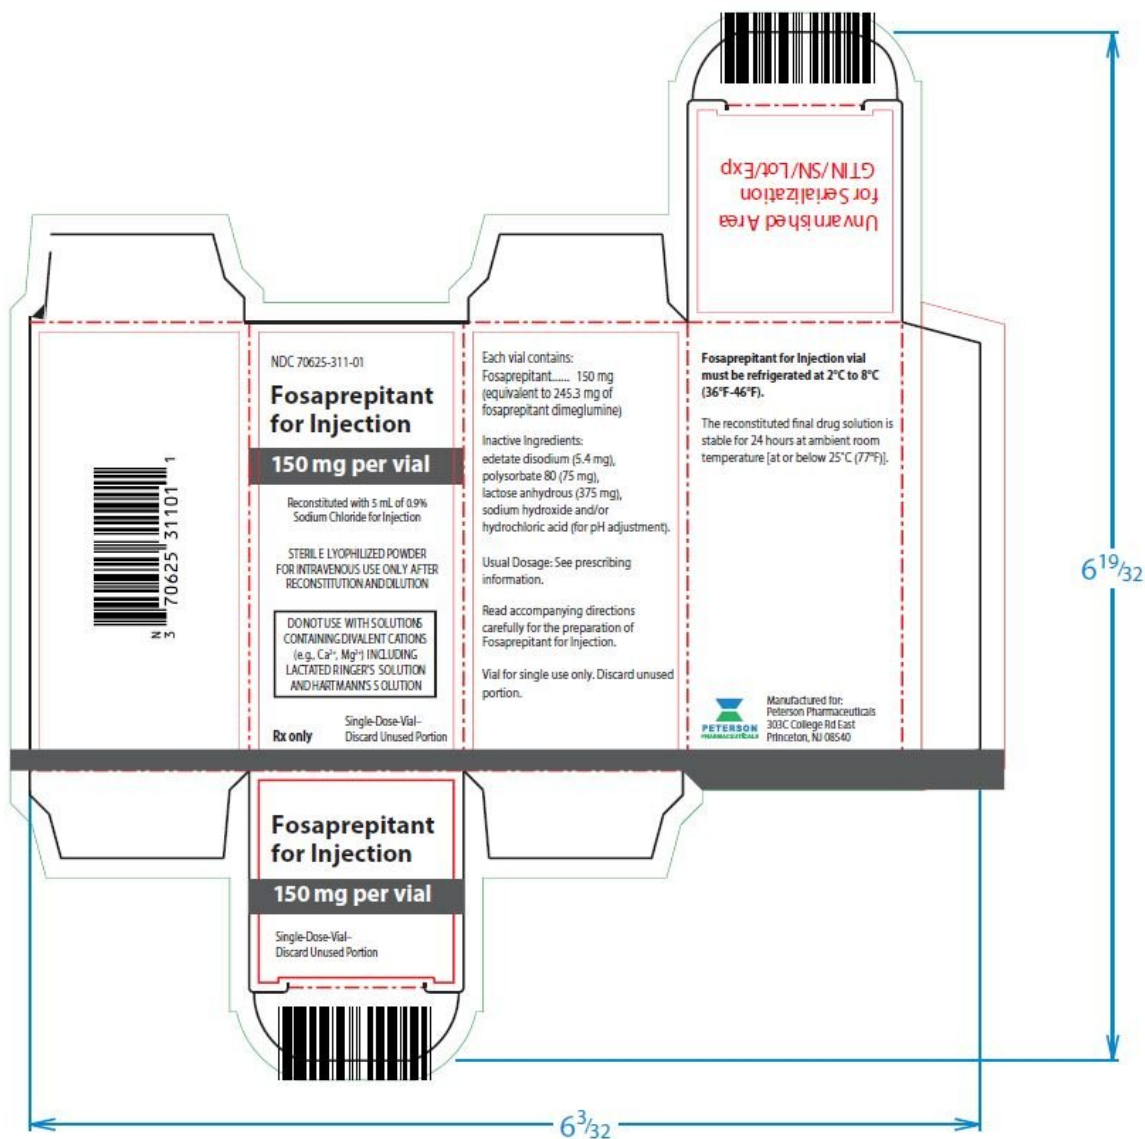 Unvarnished Area
for Serialization
GTIN/SN/Lot/Exp
N
3 70625 31101 1
NDC 70625-311-01
Fosaprepitant
for Injection
150 mg per vial
Reconstituted with 5 mL of 0.9%
Sodium Chloride for Injection
STERILE LYOPHILIZED POWDER
FOR INTRAVENOUS USE ONLY AFTER
RECONSTITUTION AND DILUTION
DO NOT USE WITH SOLUTIONS
CONTAINING DIVALENT CATIONS
(e.g., Ca²⁺, Mg²⁺) INCLUDING
LACTATED RINGER'S SOLUTION
AND HARTMANN'S SOLUTION
Rx only
Single-Dose-Vial–
Discard Unused Portion
Each vial contains:
Fosaprepitant...... 150 mg
(equivalent to 245.3 mg of
fosaprepitant dimeglumine)
Inactive Ingredients:
edetate disodium (5.4 mg),
polysorbate 80 (75 mg),
lactose anhydrous (375 mg),
sodium hydroxide and/or
hydrochloric acid (for pH adjustment).
Usual Dosage: See prescribing
information.
Read accompanying directions
carefully for the preparation of
Fosaprepitant for Injection.
Vial for single use only. Discard unused
portion.
Fosaprepitant for Injection vial
must be refrigerated at 2°C to 8°C
(36°F-46°F).
The reconstituted final drug solution is
stable for 24 hours at ambient room
temperature [at or below 25°C (77°F)].
PETERSON
PHARMACEUTICALS
Manufactured for:
Peterson Pharmaceuticals
303C College Rd East
Princeton, NJ 08540
Fosaprepitant
for Injection
150 mg per vial
Single-Dose-Vial–
Discard Unused Portion
6 19/32
6 3/32